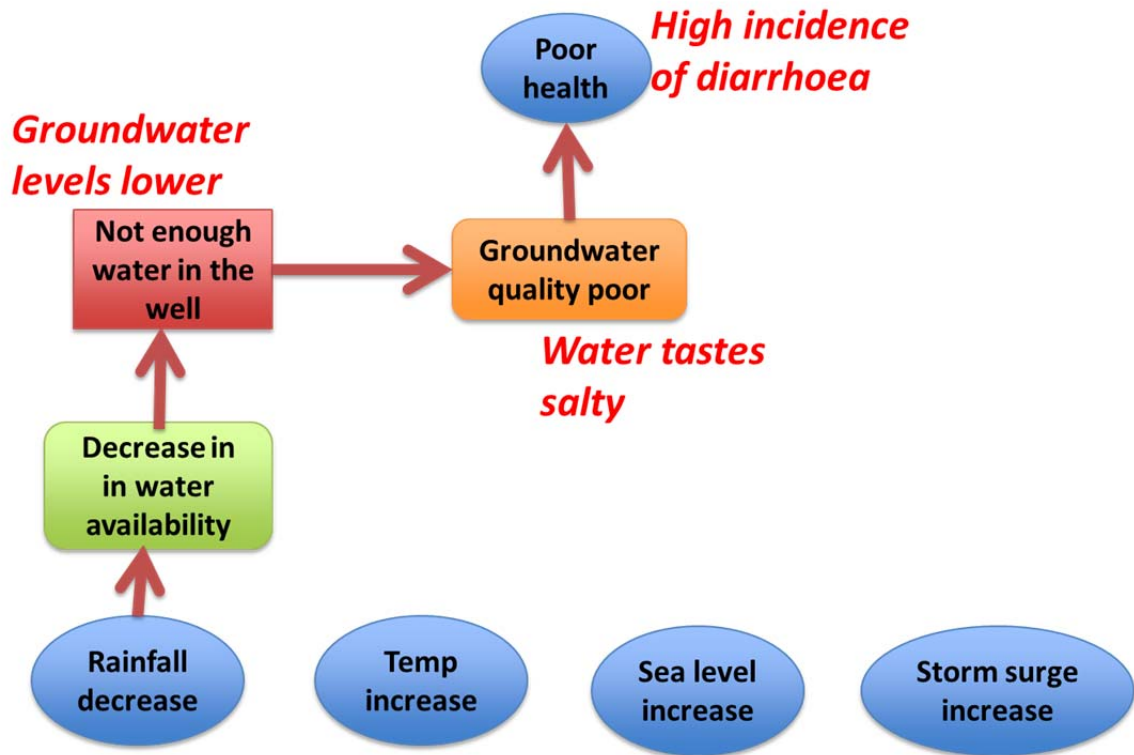 Poor
health
High incidence
of diarrhoea
Groundwater
levels lower
Not enough
water in the
well
Groundwater
quality poor
Water tastes
salty
Decrease in
in water
availability
Rainfall
decrease
Temp
increase
Sea level
increase
Storm surge
increase